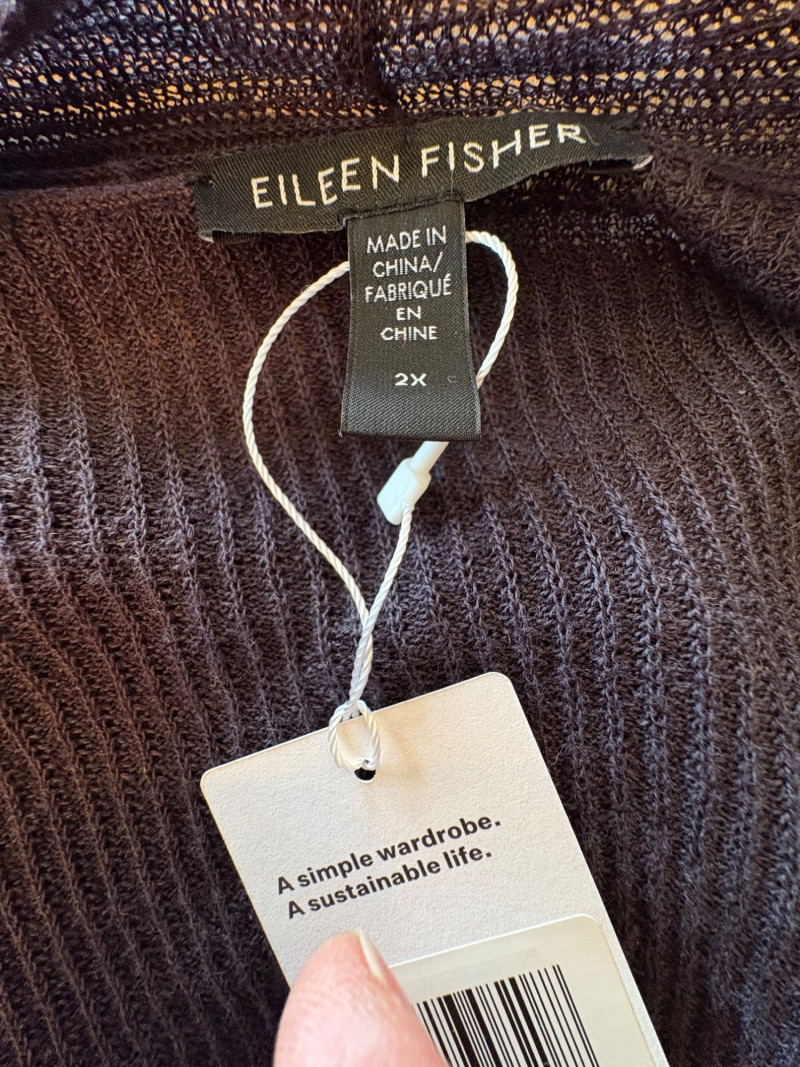 EILEEN FISHER
MADE IN
CHINA/
FABRIQUÉ
EN
CHINE
2X
A simple wardrobe.
A sustainable life.